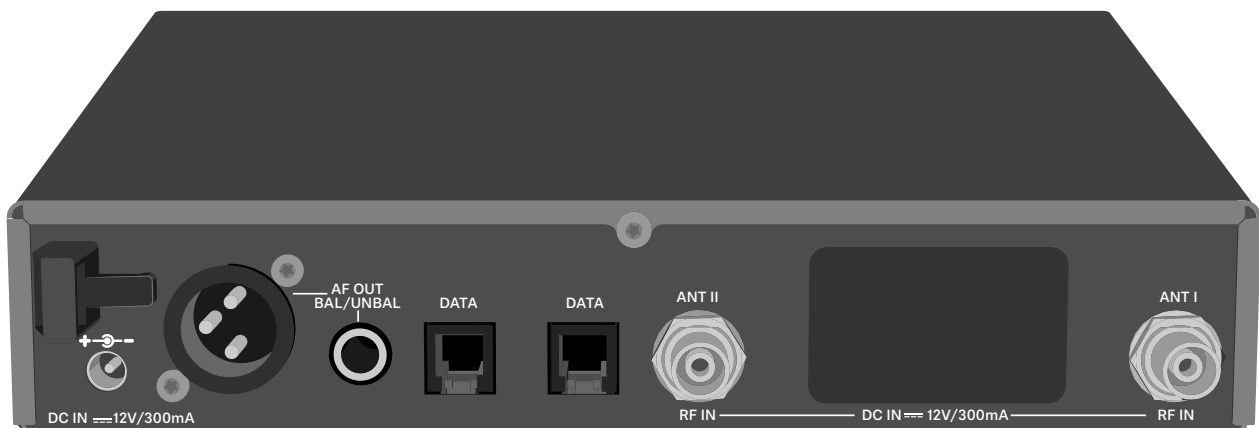 AF OUT
BAL/UNBAL
DATA
DATA
ANT II
ANT I
DC IN ⎓ 12V/300mA
RF IN
DC IN ⎓ 12V/300mA
RF IN